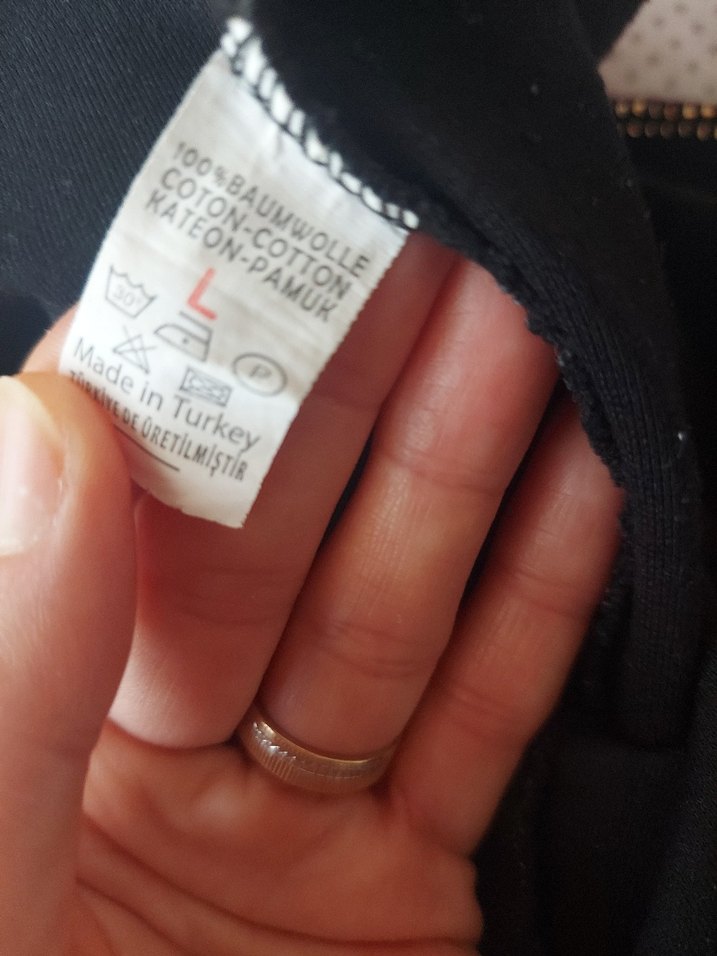 100%BAUMWOLLE
COTON-COTTON
KATEON-PAMUK
L
30°
P
Made in Turkey
TÜRKİYE'DE ÜRETİLMİŞTİR